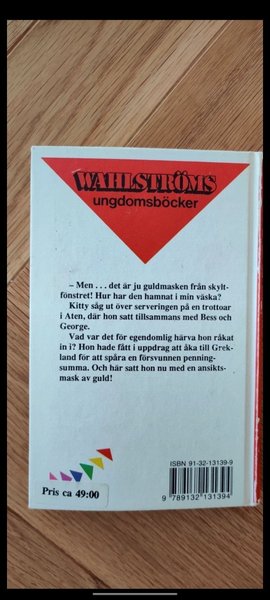 WAHLSTRÖMS
ungdomsböcker
– Men . . . det är ju guldmasken från skylt-
fönstret! Hur har den hamnat i min väska?
Kitty såg ut över serveringen på en trottoar
i Aten, där hon satt tillsammans med Bess och
George.
Vad var det för egendomlig härva hon råkat
in i? Hon hade fått i uppdrag att åka till Grek-
land för att spåra en försvunnen penning-
summa. Och här satt hon nu med en ansikts-
mask av guld!
ISBN 91-32-13139-9
9 789132 131394
Pris ca 49:00